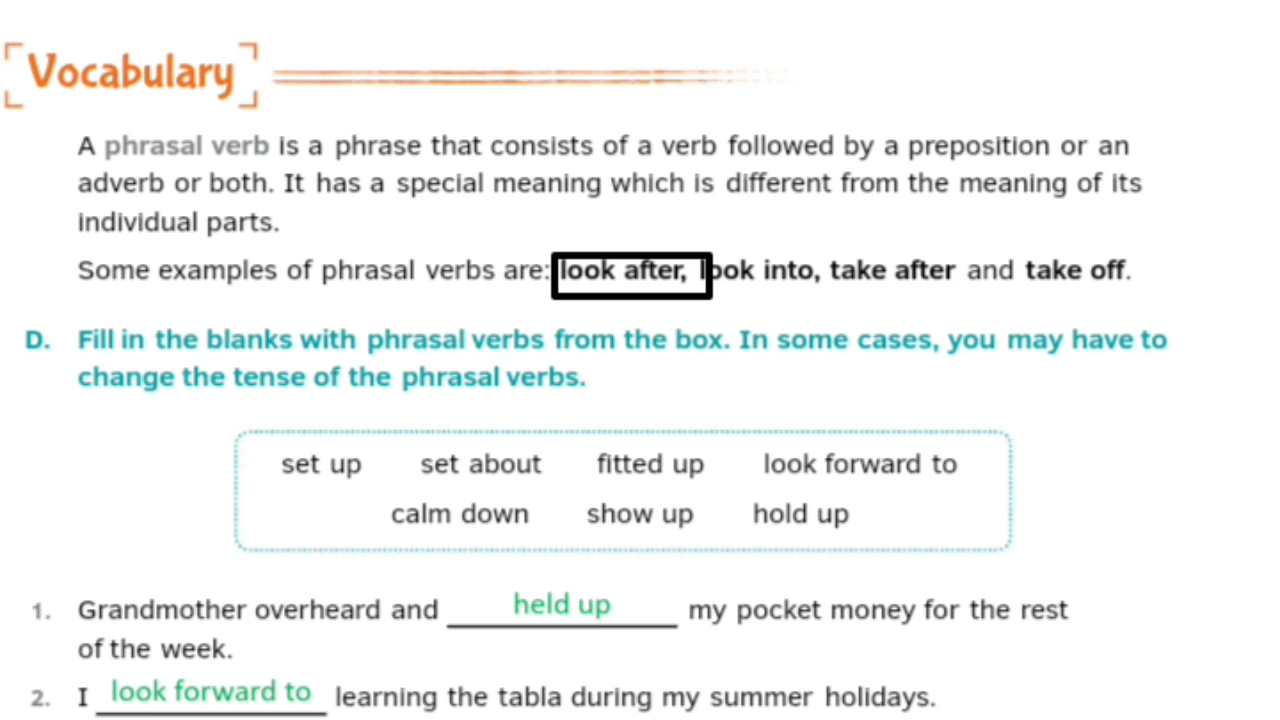 Vocabulary
A phrasal verb is a phrase that consists of a verb followed by a preposition or an
adverb or both. It has a special meaning which is different from the meaning of its
individual parts.
Some examples of phrasal verbs are: look after, look into, take after and take off.
D. Fill in the blanks with phrasal verbs from the box. In some cases, you may have to
change the tense of the phrasal verbs.
set up set about fitted up look forward to
calm down show up hold up
1. Grandmother overheard and held up my pocket money for the rest
of the week.
2. I look forward to learning the tabla during my summer holidays.